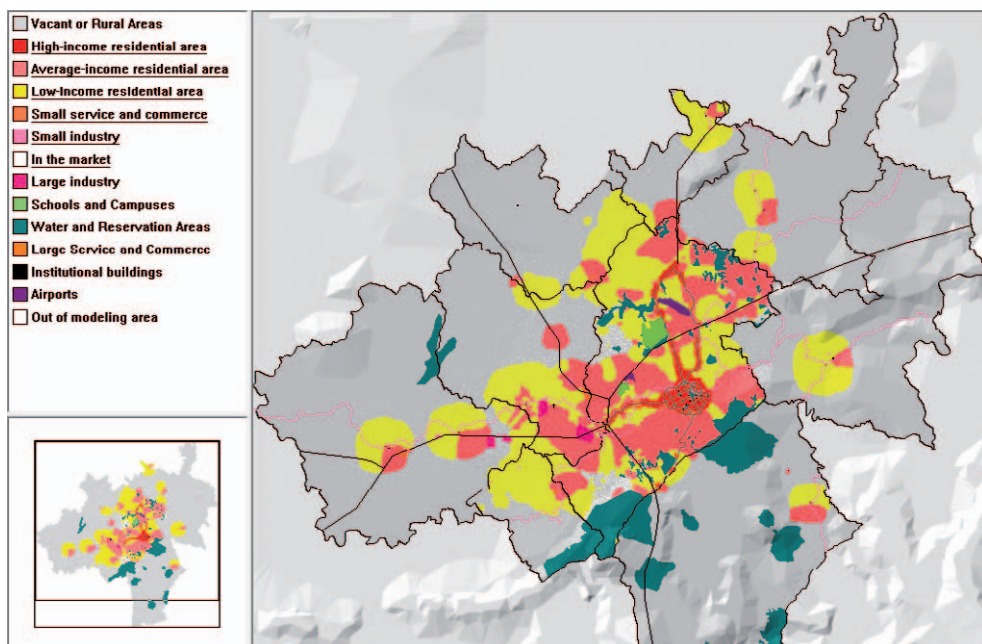 Vacant or Rural Areas
High-income residential area
Average-income residential area
Low-Income residential area
Small service and commerce
Small industry
In the market
Large industry
Schools and Campuses
Water and Reservation Areas
Large Service and Commerce
Institutional buildings
Airports
Out of modeling area